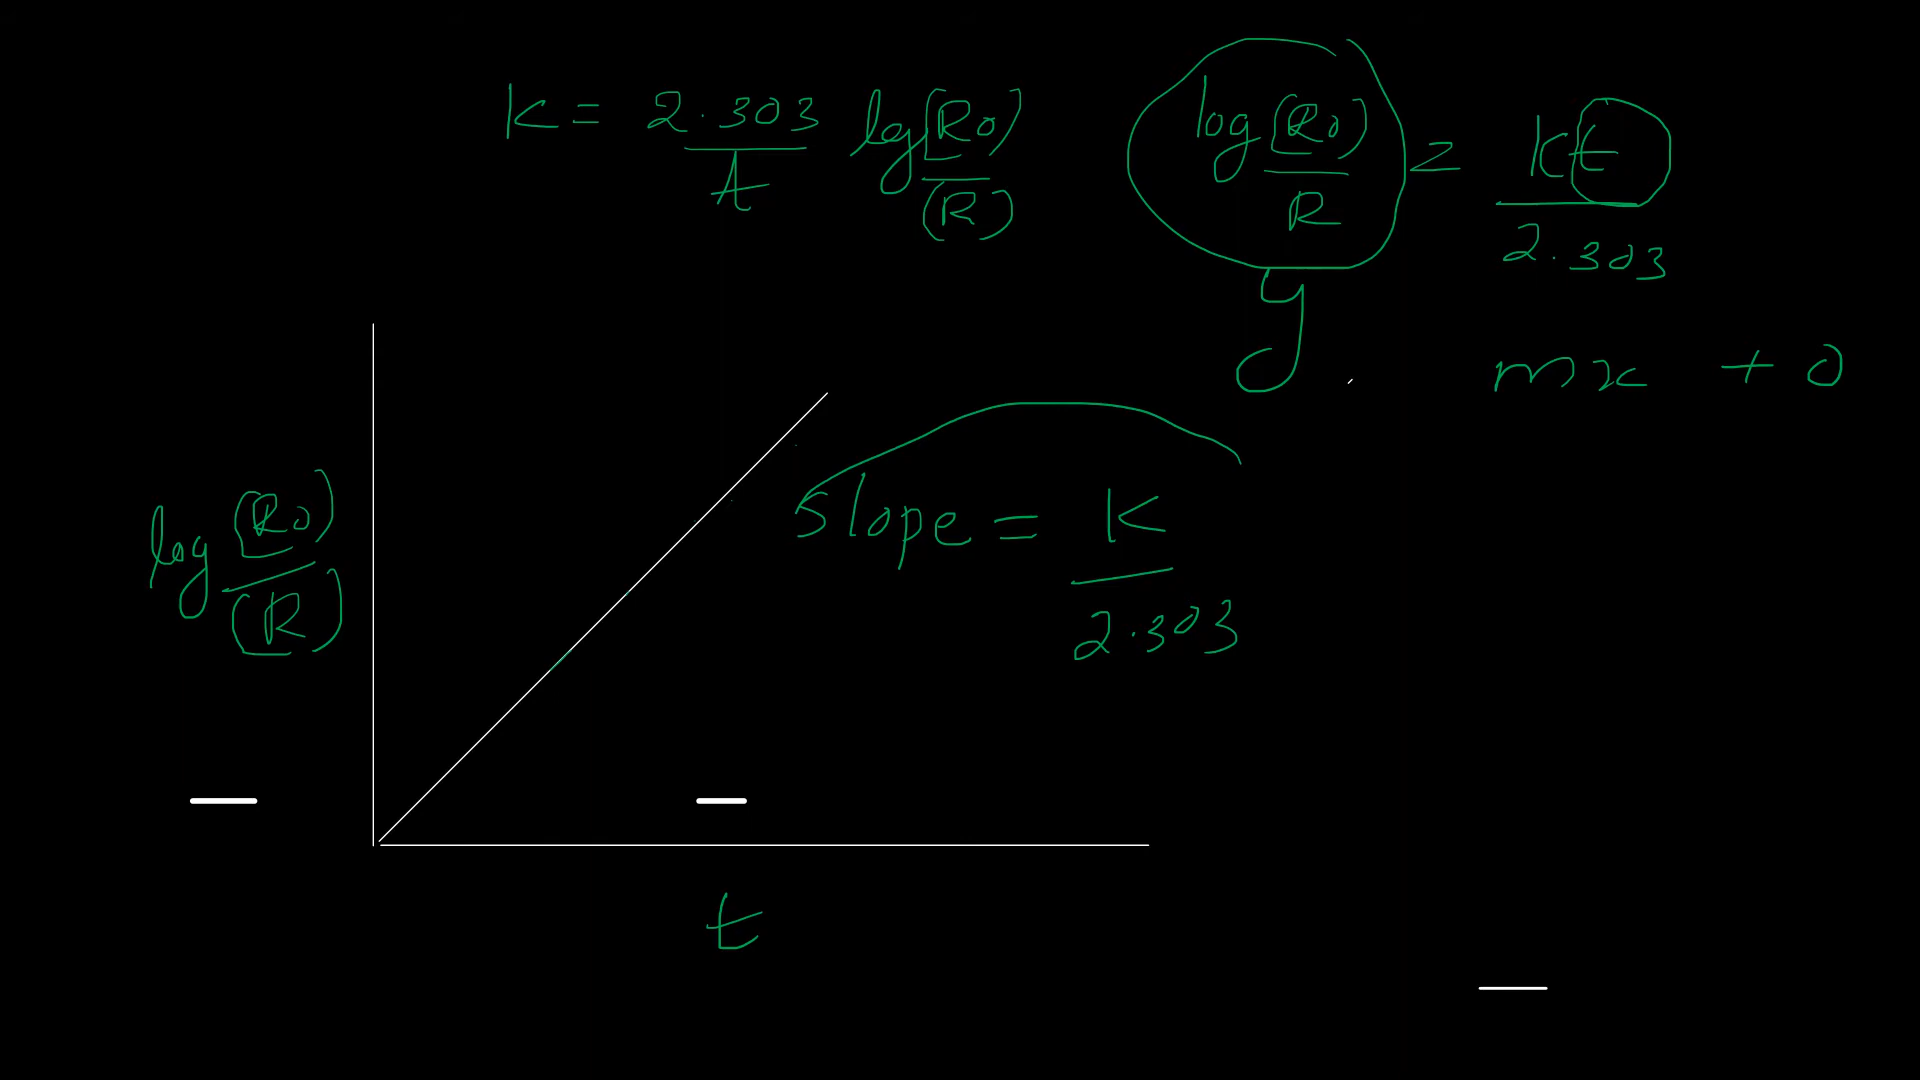 K = 2.303/t log (R0)/(R)
log (R0)/R = kt/2.303
y mx + 0
Slope = K/2.303
log (R0)/(R)
t